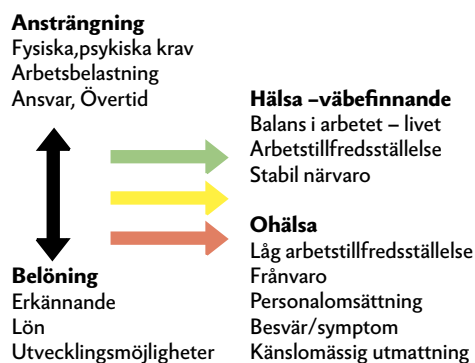 Ansträngning
Fysiska,psykiska krav
Arbetsbelastning
Ansvar, Övertid
Belöning
Erkännande
Lön
Utvecklingsmöjligheter
Hälsa –väbefinnande
Balans i arbetet – livet
Arbetstillfredsställelse
Stabil närvaro
Ohälsa
Låg arbetstillfredsställelse
Frånvaro
Personalomsättning
Besvär/symptom
Känslomässig utmattning